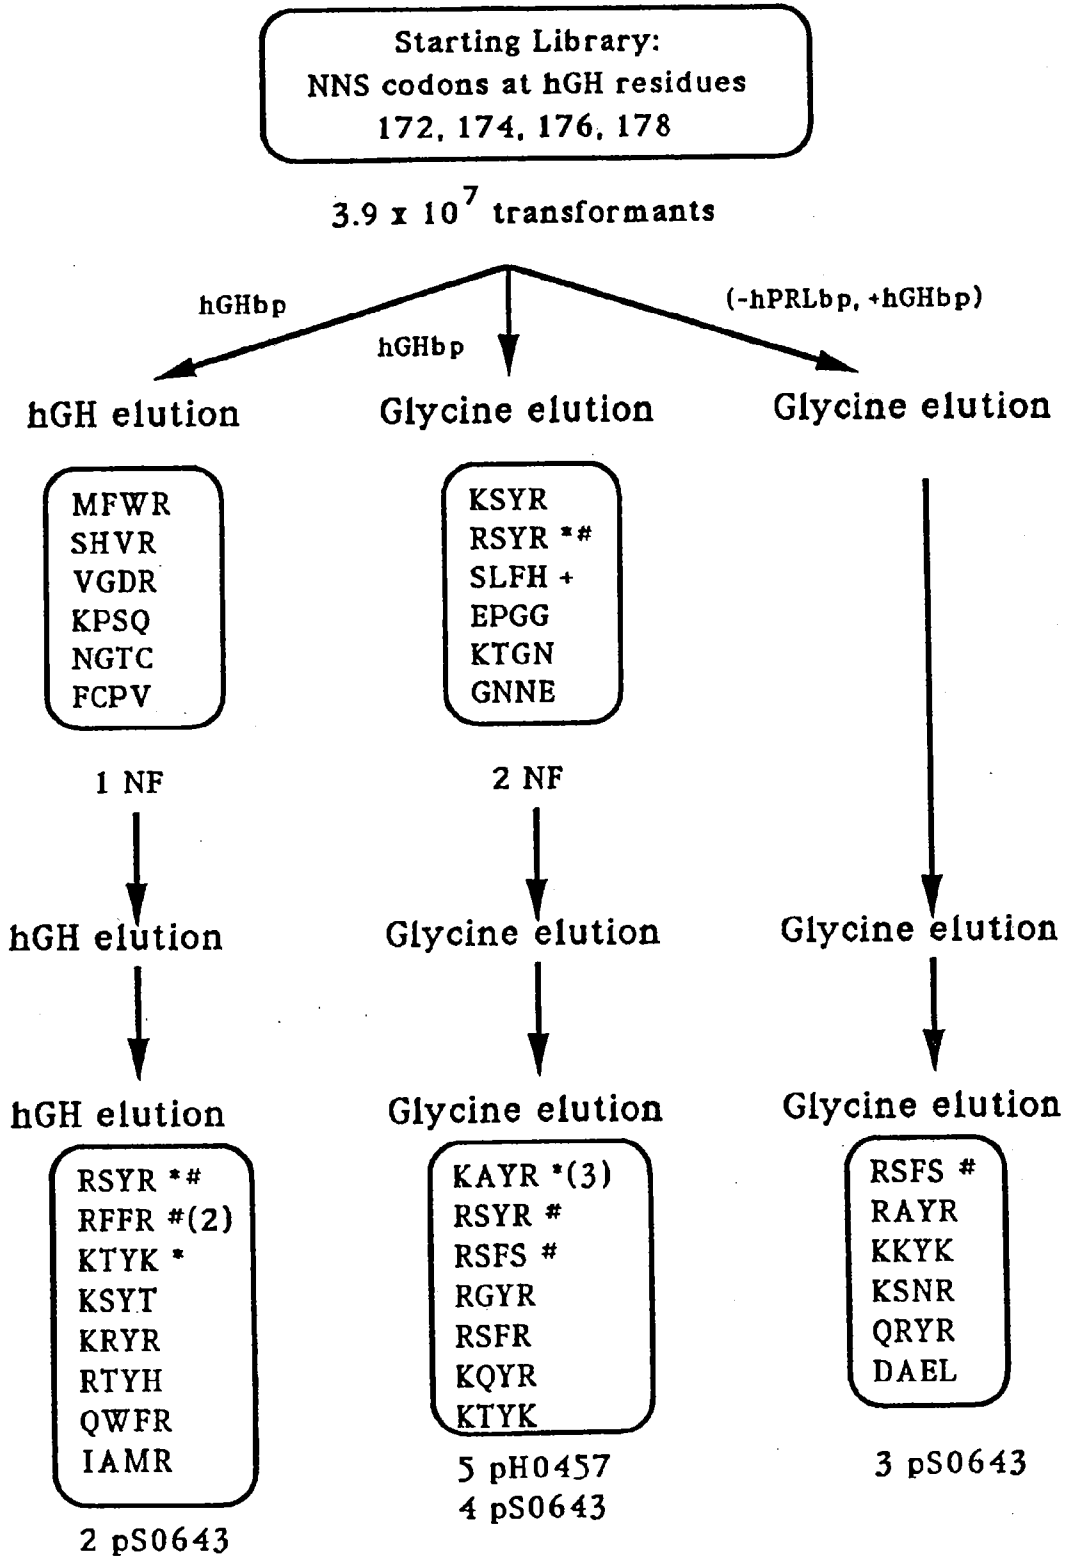 Starting Library:
NNS codons at hGH residues
172, 174, 176, 178
3.9 x 10^7 transformants
hGHbp
hGHbp
(-hPRLbp, +hGHbp)
hGH elution
Glycine elution
Glycine elution
MFWR
SHVR
VGDR
KPSQ
NGTC
FCPV
1 NF
KSYR
RSYR *#
SLFH +
EPGG
KTGN
GNNE
2 NF
hGH elution
Glycine elution
Glycine elution
hGH elution
Glycine elution
Glycine elution
RSYR *#
RFFR #(2)
KTYK *
KSYT
KRYR
RTYH
QWFR
IAMR
2 pS0643
KAYR *(3)
RSYR #
RSFS #
RGYR
RSFR
KQYR
KTYK
5 pH0457
4 pS0643
RSFS #
RAYR
KKYK
KSNR
QRYR
DAEL
3 pS0643